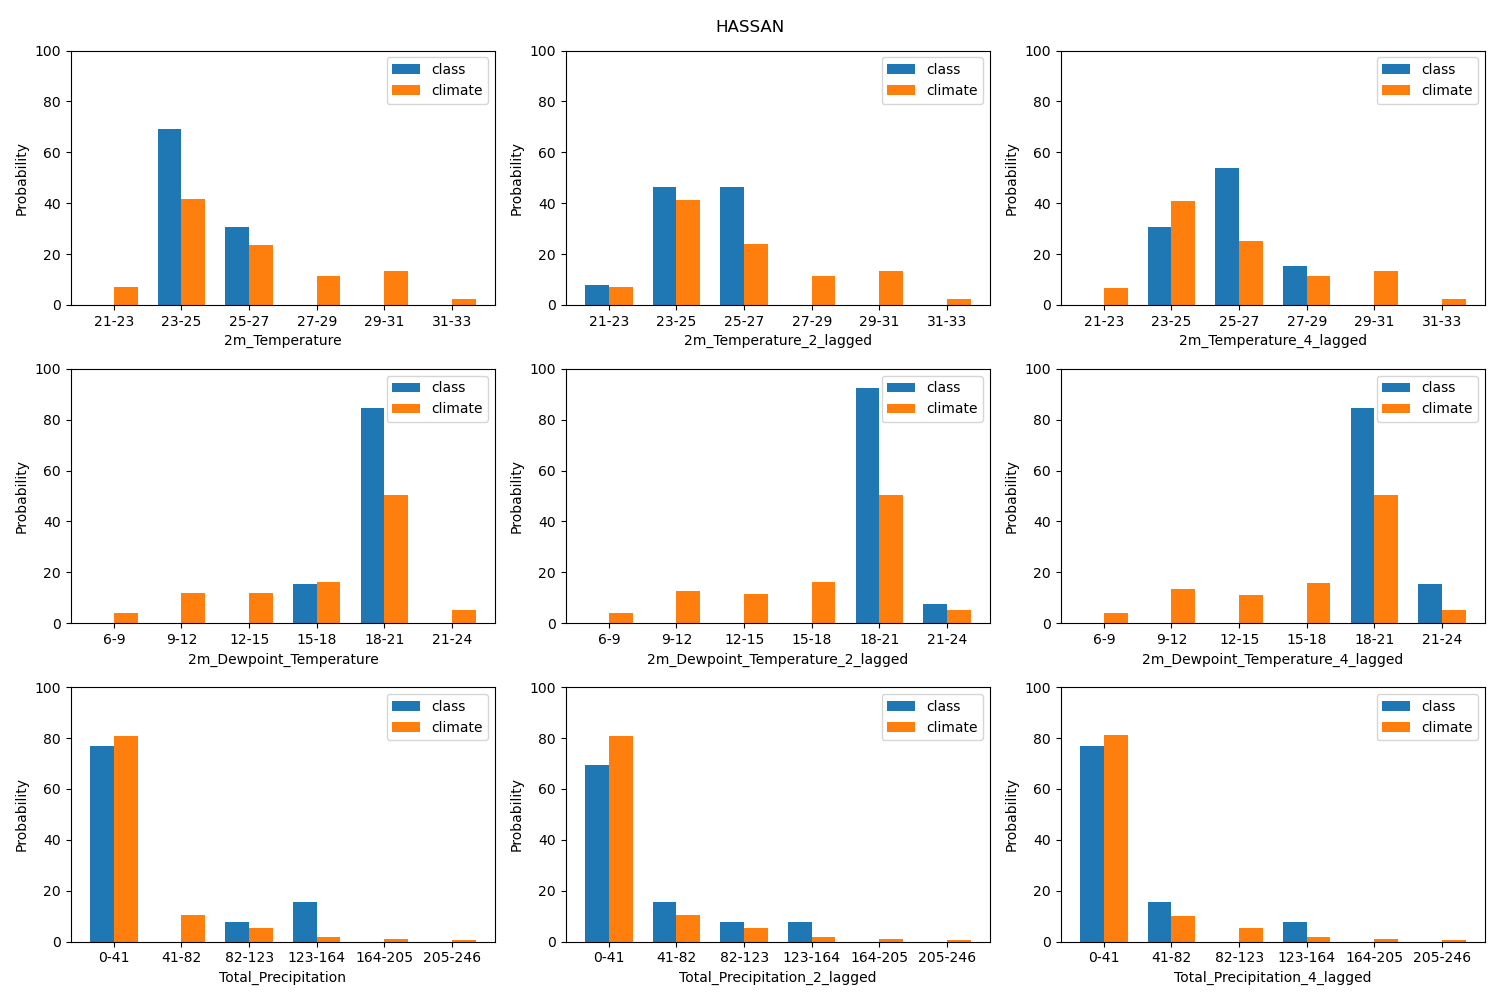 HASSAN
100
80
60
40
20
0
Probability
class
climate
21-23 23-25 25-27 27-29 29-31 31-33
2m_Temperature
100
80
60
40
20
0
Probability
class
climate
21-23 23-25 25-27 27-29 29-31 31-33
2m_Temperature_2_lagged
100
80
60
40
20
0
Probability
class
climate
21-23 23-25 25-27 27-29 29-31 31-33
2m_Temperature_4_lagged
100
80
60
40
20
0
Probability
class
climate
6-9 9-12 12-15 15-18 18-21 21-24
2m_Dewpoint_Temperature
100
80
60
40
20
0
Probability
class
climate
6-9 9-12 12-15 15-18 18-21 21-24
2m_Dewpoint_Temperature_2_lagged
100
80
60
40
20
0
Probability
class
climate
6-9 9-12 12-15 15-18 18-21 21-24
2m_Dewpoint_Temperature_4_lagged
100
80
60
40
20
0
Probability
class
climate
0-41 41-82 82-123 123-164 164-205 205-246
Total_Precipitation
100
80
60
40
20
0
Probability
class
climate
0-41 41-82 82-123 123-164 164-205 205-246
Total_Precipitation_2_lagged
100
80
60
40
20
0
Probability
class
climate
0-41 41-82 82-123 123-164 164-205 205-246
Total_Precipitation_4_lagged